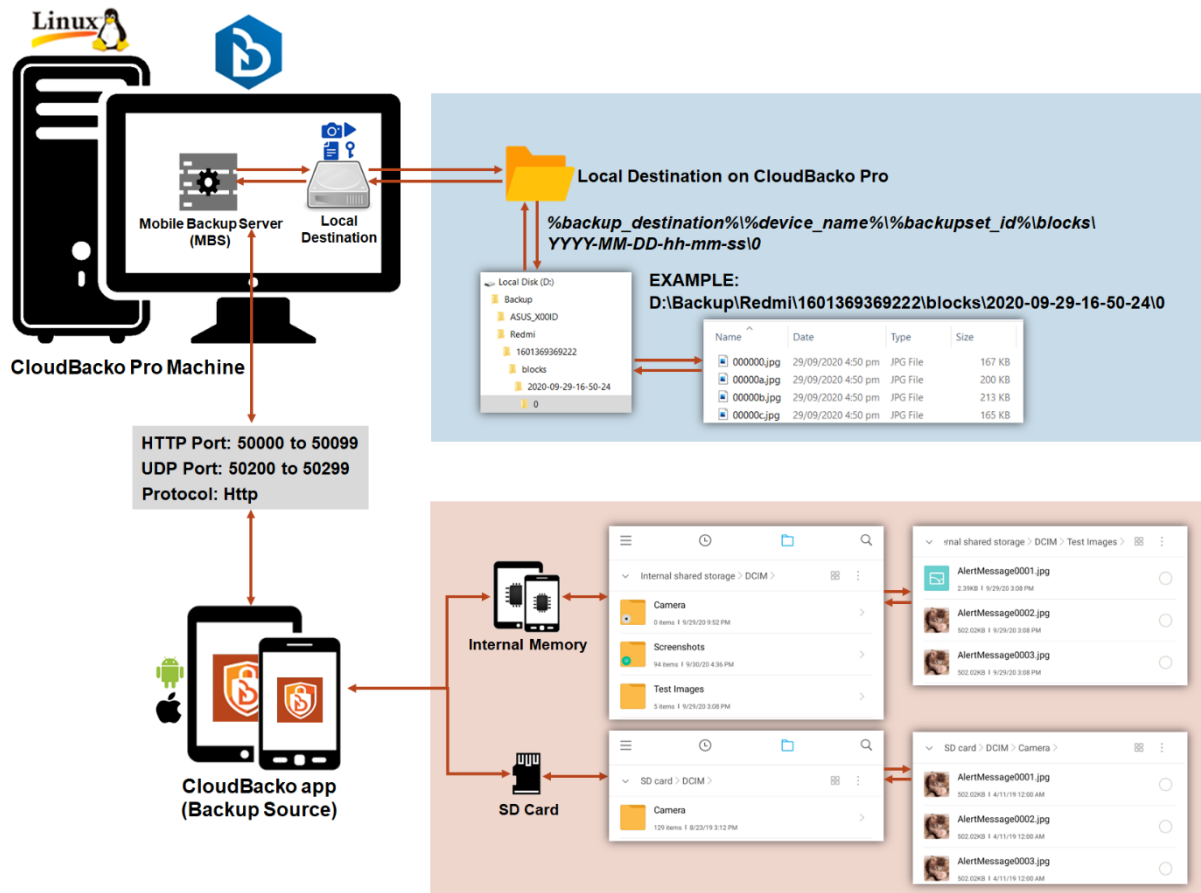 Linux
Mobile Backup Server
(MBS)
Local
Destination
CloudBacko Pro Machine
Local Destination on CloudBacko Pro
%backup_destination%\%device_name%\%backupset_id%\blocks\
YYYY-MM-DD-hh-mm-ss\0
EXAMPLE:
D:\Backup\Redmi\1601369369222\blocks\2020-09-29-16-50-24\0
Local Disk (D:)
Backup
ASUS_X00ID
Redmi
1601369369222
blocks
2020-09-29-16-50-24
0
Name Date Type Size
000000.jpg 29/09/2020 4:50 pm JPG File 167 KB
00000a.jpg 29/09/2020 4:50 pm JPG File 200 KB
00000b.jpg 29/09/2020 4:50 pm JPG File 213 KB
00000c.jpg 29/09/2020 4:50 pm JPG File 165 KB
HTTP Port: 50000 to 50099
UDP Port: 50200 to 50299
Protocol: Http
CloudBacko app
(Backup Source)
Internal Memory
SD Card
Internal shared storage > DCIM >
Camera
0 items | 9/29/20 9:52 PM
Screenshots
94 items | 9/30/20 4:36 PM
Test Images
5 items | 9/29/20 3:08 PM
rnal shared storage > DCIM > Test Images >
AlertMessage0001.jpg
2.39KB | 9/29/20 3:08 PM
AlertMessage0002.jpg
502.02KB | 9/29/20 3:08 PM
AlertMessage0003.jpg
502.02KB | 9/29/20 3:08 PM
SD card > DCIM >
Camera
129 items | 8/23/19 3:12 PM
SD card > DCIM > Camera >
AlertMessage0001.jpg
502.02KB | 4/11/19 12:00 AM
AlertMessage0002.jpg
502.02KB | 4/11/19 12:00 AM
AlertMessage0003.jpg
502.02KB | 4/11/19 12:00 AM